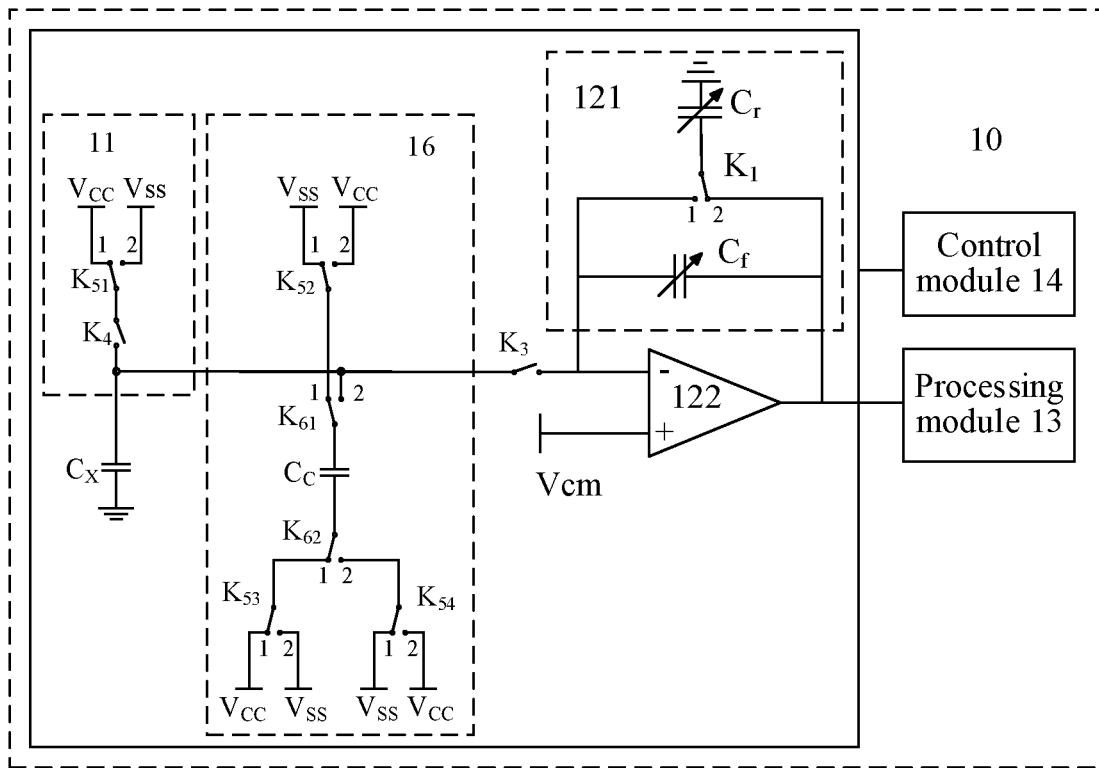 121
C_r
K_1
1 2
C_f
10
Control
module 14
Processing
module 13
11
V_CC Vss
1 2
K_51
K_4
C_X
16
V_SS V_CC
1 2
K_52
1 2
K_61
C_C
K_62
1 2
K_53
K_54
1 2
1 2
V_CC V_SS V_SS V_CC
K_3
-
122
+
Vcm